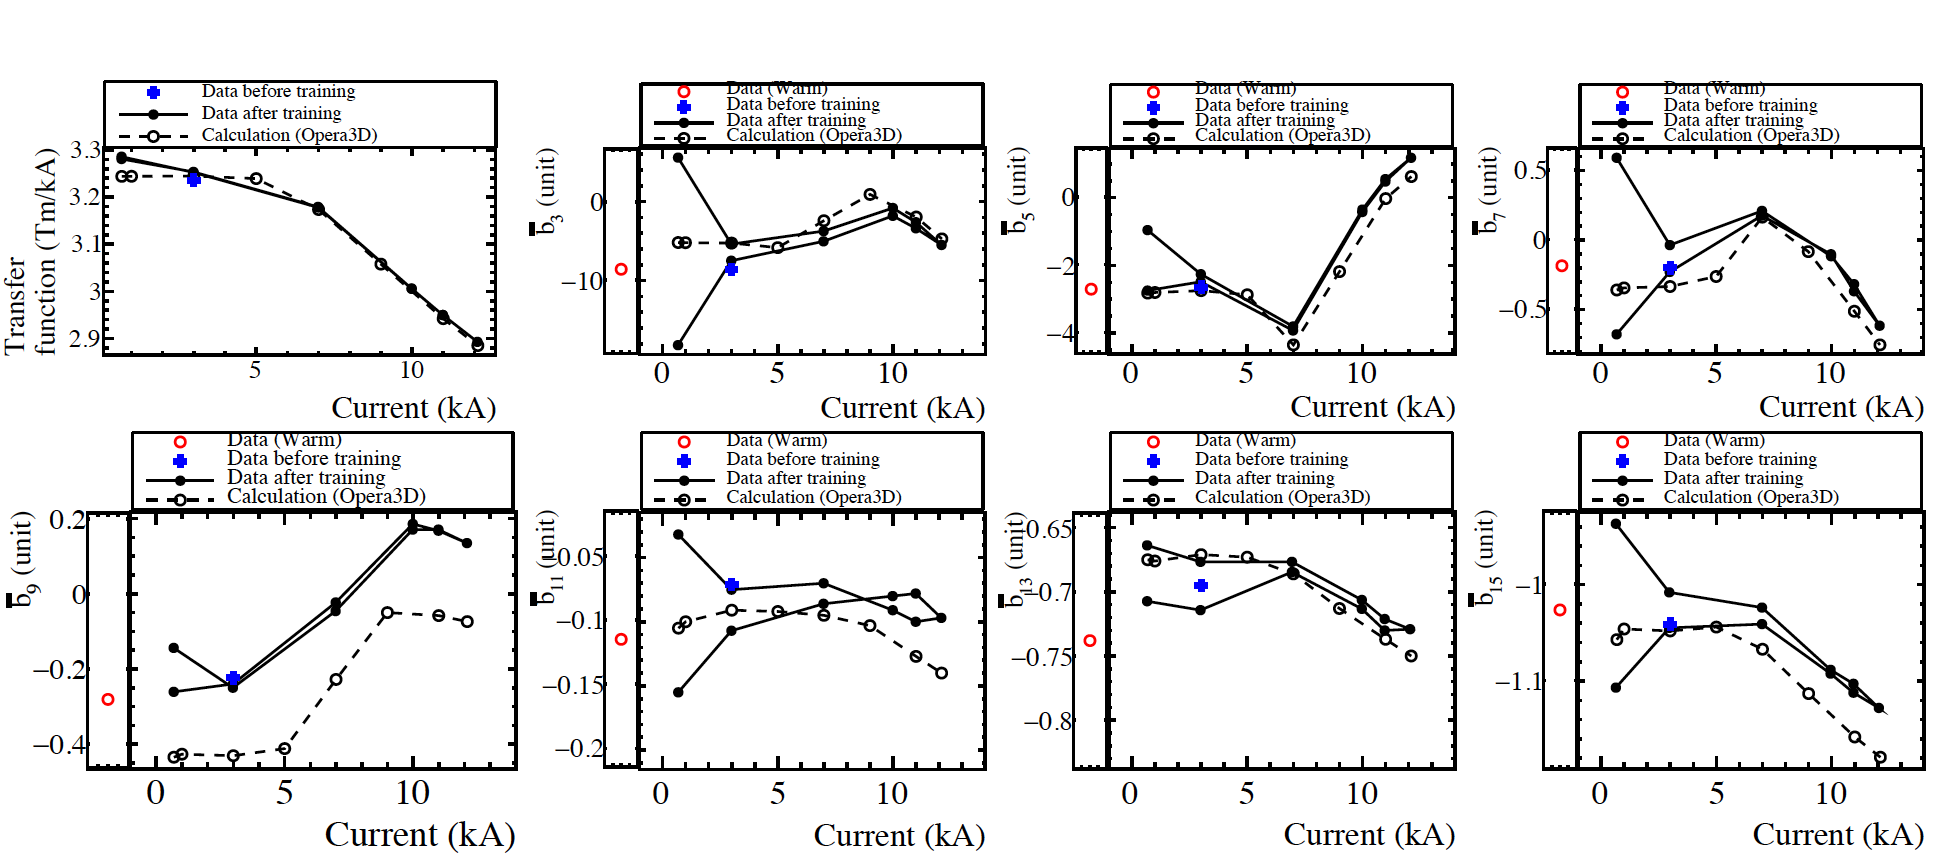 Data before training
Data after training
Calculation (Opera3D)
3.3
3.2
3.1
3
2.9
Transfer
function (Tm/kA)
5
10
Current (kA)
Data (Warm)
Data before training
Data after training
Calculation (Opera3D)
b3 (unit)
0
−10
0
5
10
Current (kA)
Data (Warm)
Data before training
Data after training
Calculation (Opera3D)
b5 (unit)
0
−2
−4
0
5
10
Current (kA)
Data (Warm)
Data before training
Data after training
Calculation (Opera3D)
b7 (unit)
0.5
0
−0.5
0
5
10
Current (kA)
Data (Warm)
Data before training
Data after training
Calculation (Opera3D)
b9 (unit)
0.2
0
−0.2
−0.4
0
5
10
Current (kA)
Data (Warm)
Data before training
Data after training
Calculation (Opera3D)
b11 (unit)
−0.05
−0.1
−0.15
−0.2
0
5
10
Current (kA)
Data (Warm)
Data before training
Data after training
Calculation (Opera3D)
b13 (unit)
−0.65
−0.7
−0.75
−0.8
0
5
10
Current (kA)
Data (Warm)
Data before training
Data after training
Calculation (Opera3D)
b15 (unit)
−1
−1.1
0
5
10
Current (kA)